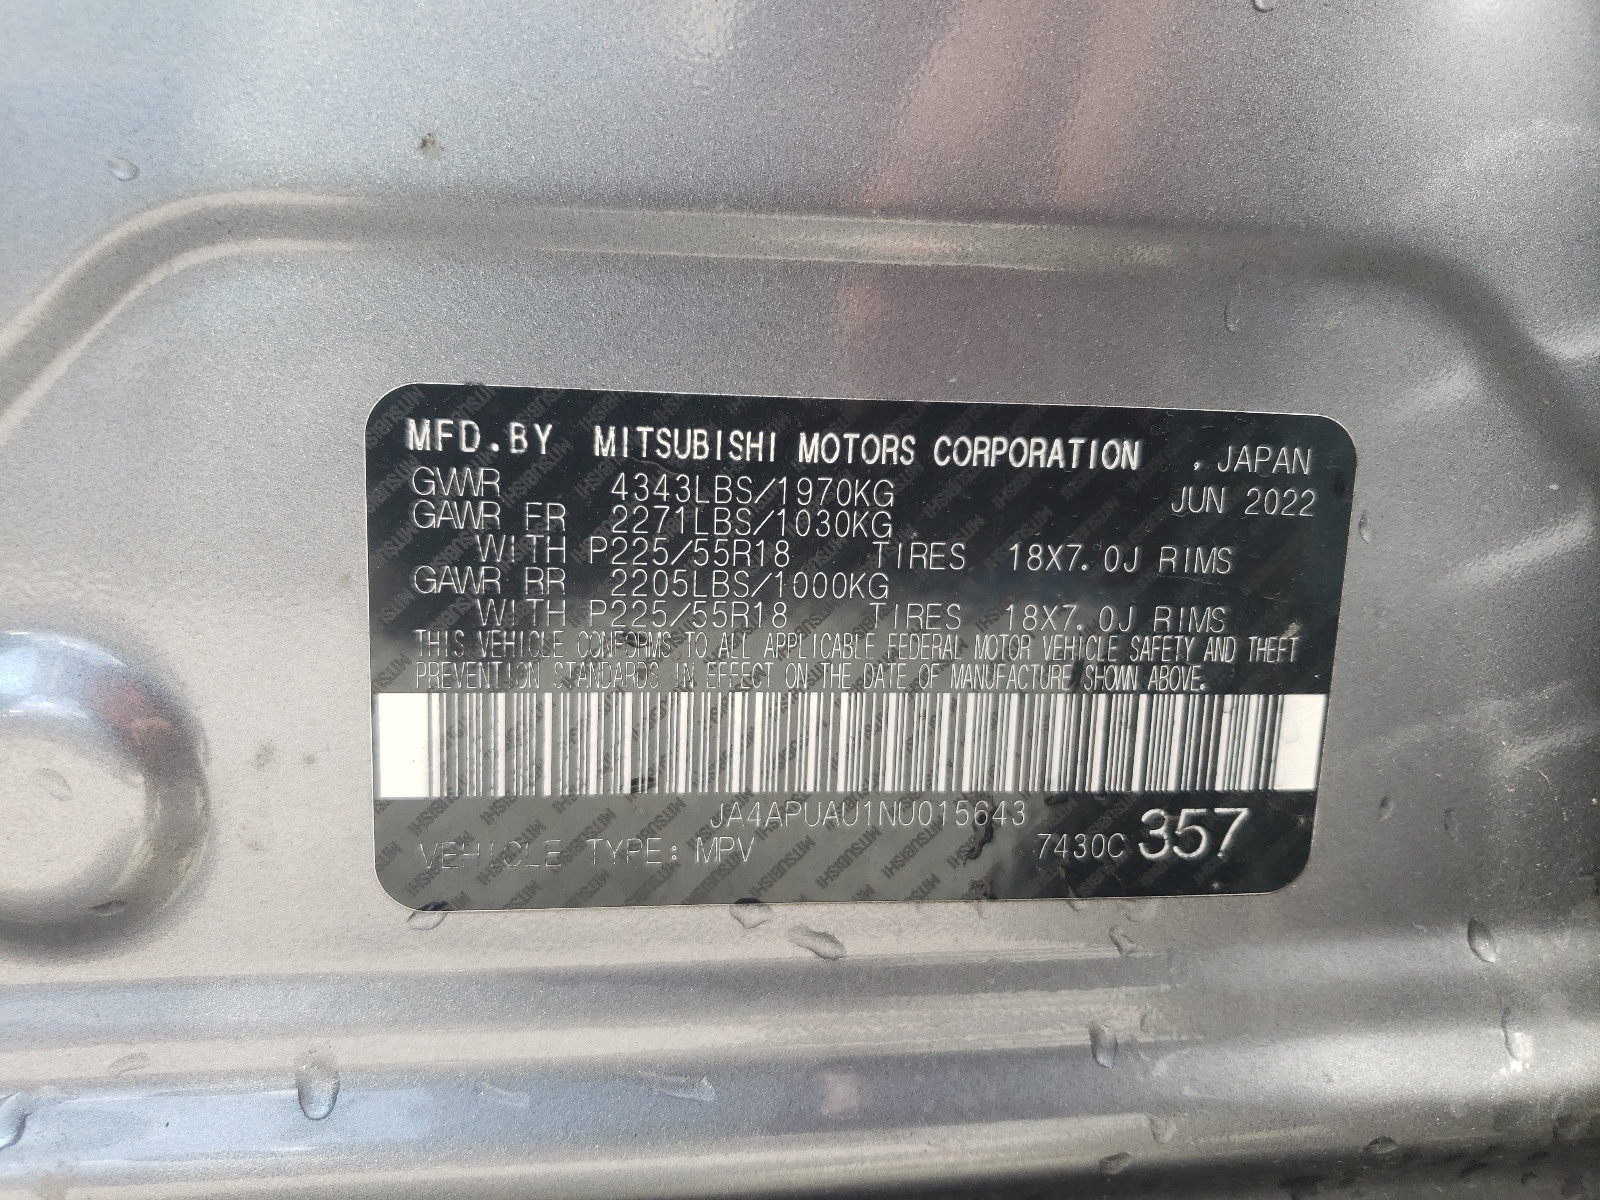 MFD.BY MITSUBISHI MOTORS CORPORATION , JAPAN
GVWR 4343LBS/1970KG JUN 2022
GAWR FR 2271LBS/1030KG
WITH P225/55R18 TIRES 18X7.0J RIMS
GAWR RR 2205LBS/1000KG
WITH P225/55R18 TIRES 18X7.0J RIMS
THIS VEHICLE CONFORMS TO ALL APPLICABLE FEDERAL MOTOR VEHICLE SAFETY AND THEFT
PREVENTION STANDARDS IN EFFECT ON THE DATE OF MANUFACTURE SHOWN ABOVE.
JA4APUAU1NU015643
VEHICLE TYPE: MPV 7430C 357